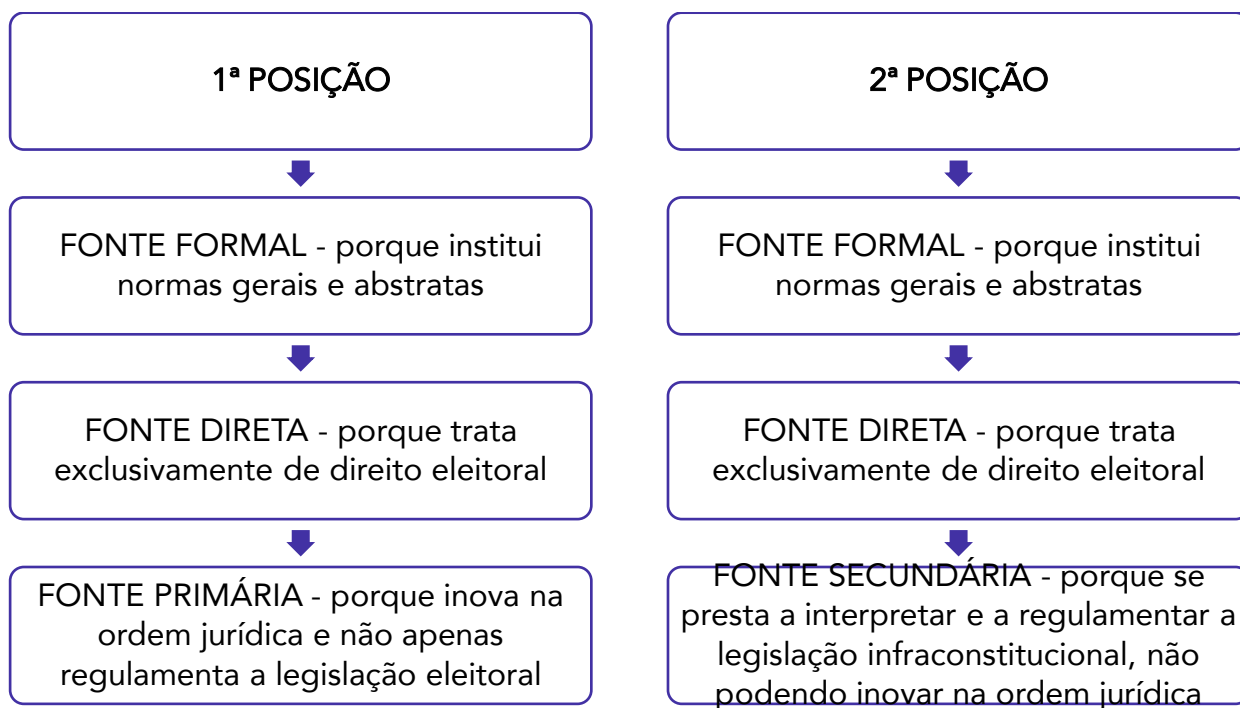 1ª POSIÇÃO
FONTE FORMAL - porque institui
normas gerais e abstratas
FONTE DIRETA - porque trata
exclusivamente de direito eleitoral
FONTE PRIMÁRIA - porque inova na
ordem jurídica e não apenas
regulamenta a legislação eleitoral
2ª POSIÇÃO
FONTE FORMAL - porque institui
normas gerais e abstratas
FONTE DIRETA - porque trata
exclusivamente de direito eleitoral
FONTE SECUNDÁRIA - porque se
presta a interpretar e a regulamentar a
legislação infraconstitucional, não
podendo inovar na ordem jurídica